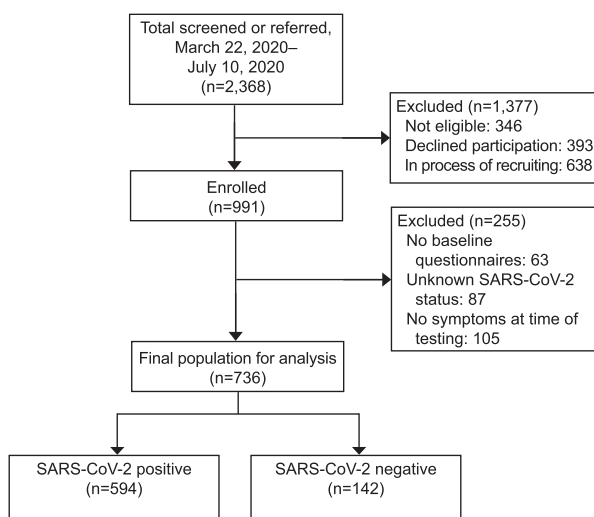 Total screened or referred,
March 22, 2020–
July 10, 2020
(n=2,368)
Excluded (n=1,377)
Not eligible: 346
Declined participation: 393
In process of recruiting: 638
Enrolled
(n=991)
Excluded (n=255)
No baseline
questionnaires: 63
Unknown SARS-CoV-2
status: 87
No symptoms at time of
testing: 105
Final population for analysis
(n=736)
SARS-CoV-2 positive
(n=594)
SARS-CoV-2 negative
(n=142)